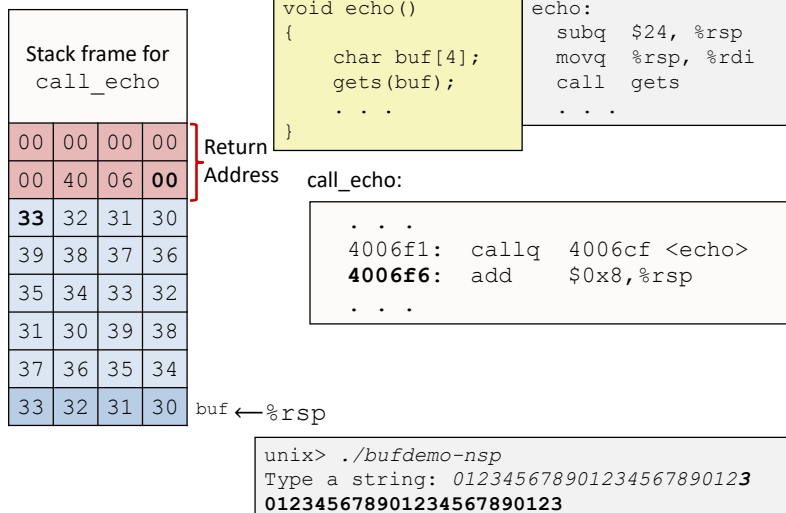 void echo()
{
    char buf[4];
    gets(buf);
    . . .
}
echo:
  subq  $24, %rsp
  movq  %rsp, %rdi
  call  gets
  . . .
Stack frame for
call_echo
00 00 00 00
00 40 06 00
Return
Address
33 32 31 30
39 38 37 36
35 34 33 32
31 30 39 38
37 36 35 34
33 32 31 30
buf ←%rsp
call_echo:
. . .
4006f1:  callq  4006cf <echo>
4006f6:  add    $0x8,%rsp
. . .
unix> ./bufdemo-nsp
Type a string: 012345678901234567890123
012345678901234567890123